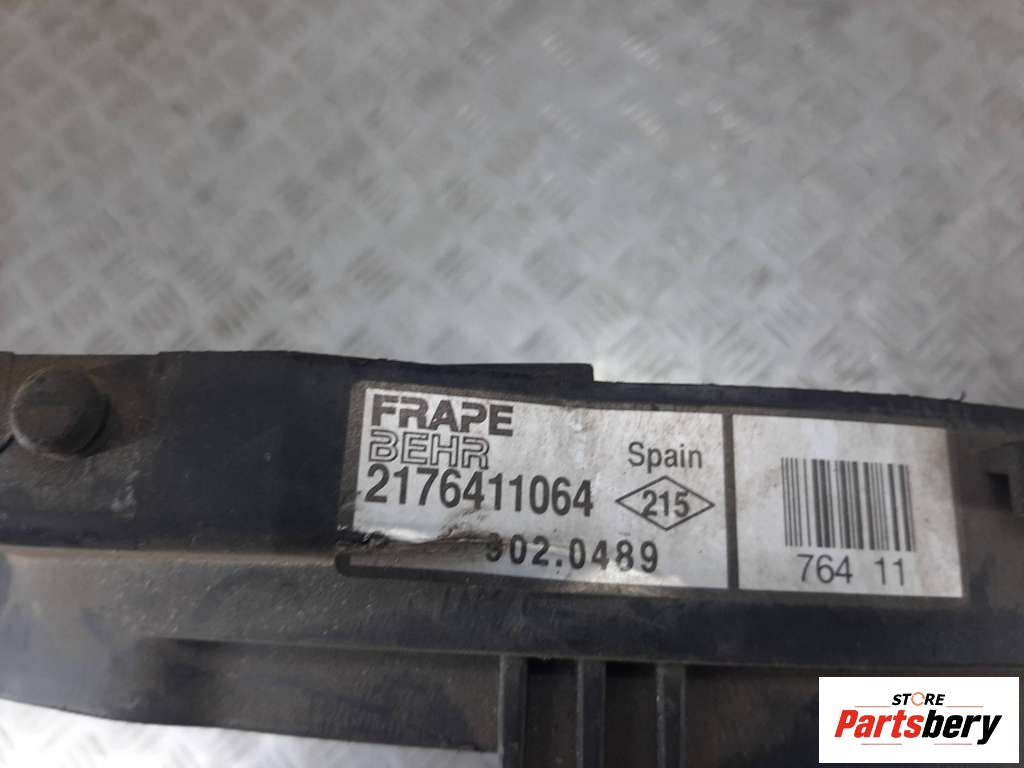 FRAPE
BEHR
2176411064
Spain
215
902.0489
764 11
STORE
Partsbery